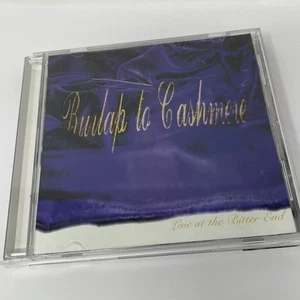 Burlap to Cashmere
Live at the Bitter End